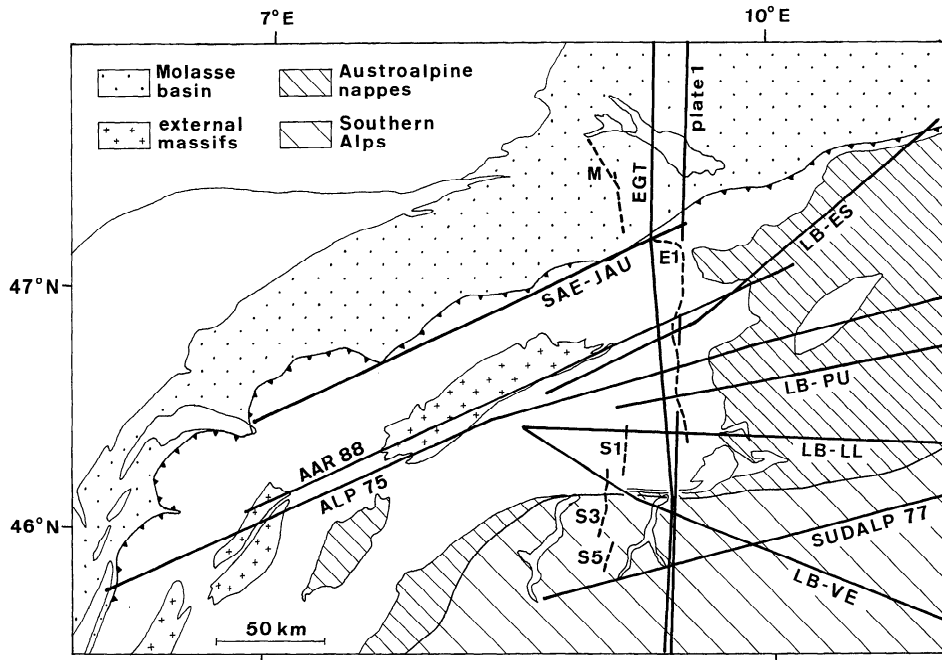 7°E
10°E
Molasse
basin
Austroalpine
nappes
external
massifs
Southern
Alps
plate 1
M
EGT
LB-ES
E1
47°N
SAE-JAU
LB-PU
S1
LB-LL
AAR 88
ALP 75
46°N
S3
SUDALP 77
S5
LB-VE
50 km